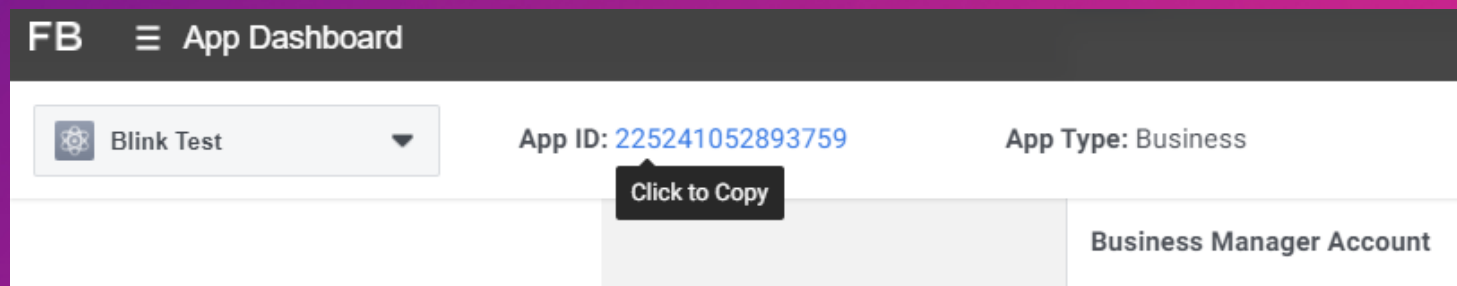 FB ☰ App Dashboard
Blink Test App ID: 225241052893759 App Type: Business
Click to Copy
Business Manager Account